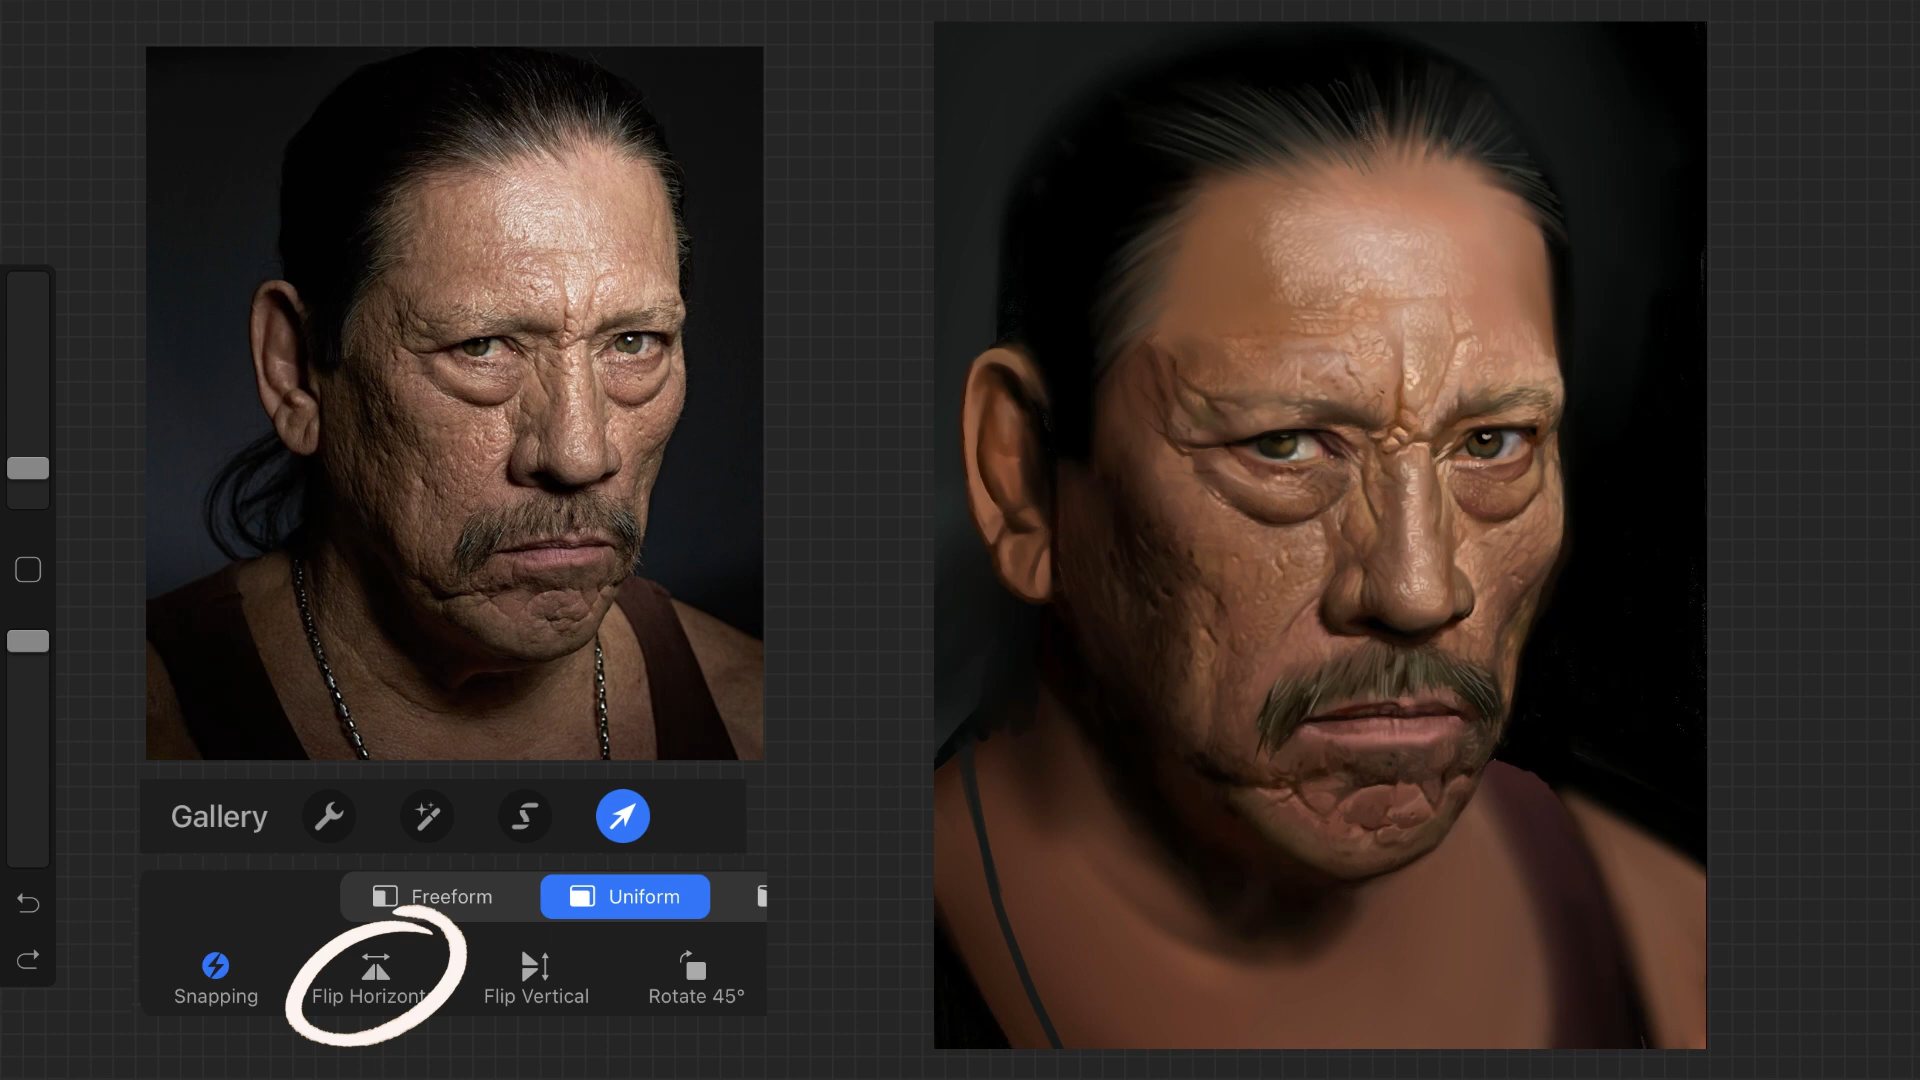 Gallery
Freeform Uniform
Snapping Flip Horizont Flip Vertical Rotate 45°